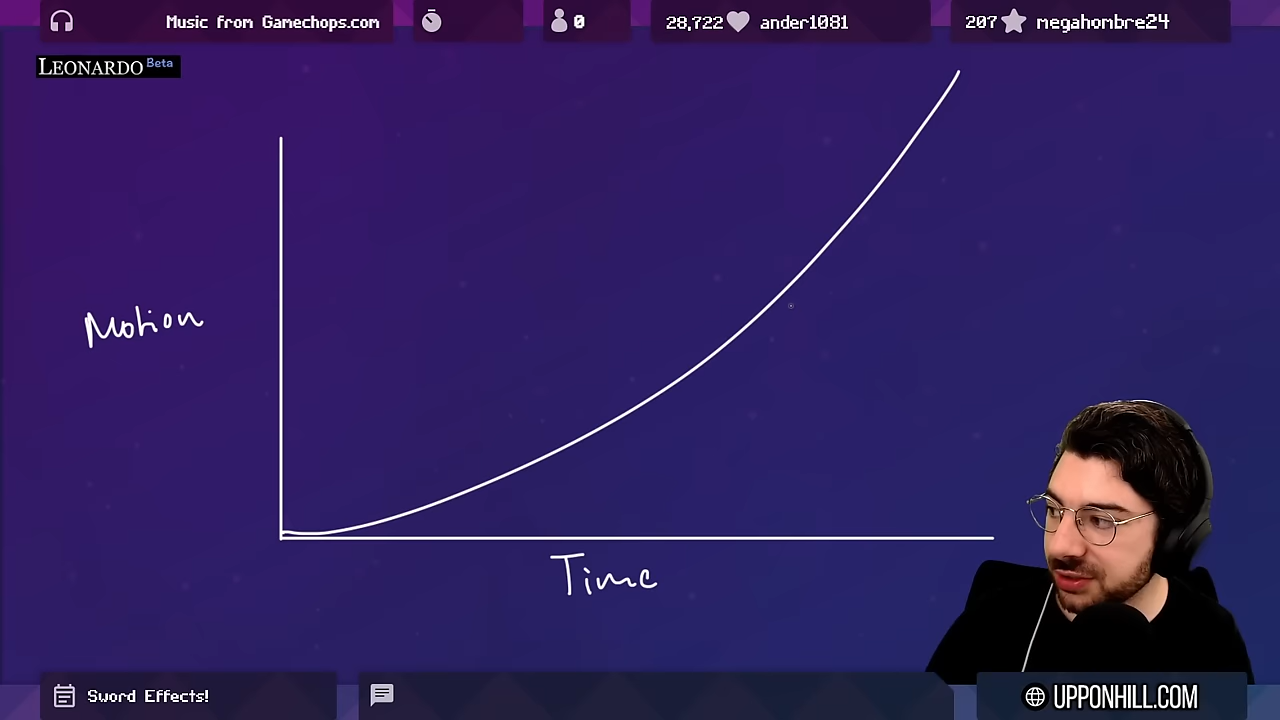 Music from Gamechops.com
0
28,722 ander1081
207 megahombre24
LEONARDO Beta
Motion
Time
Sword Effects!
UPPONHILL.COM